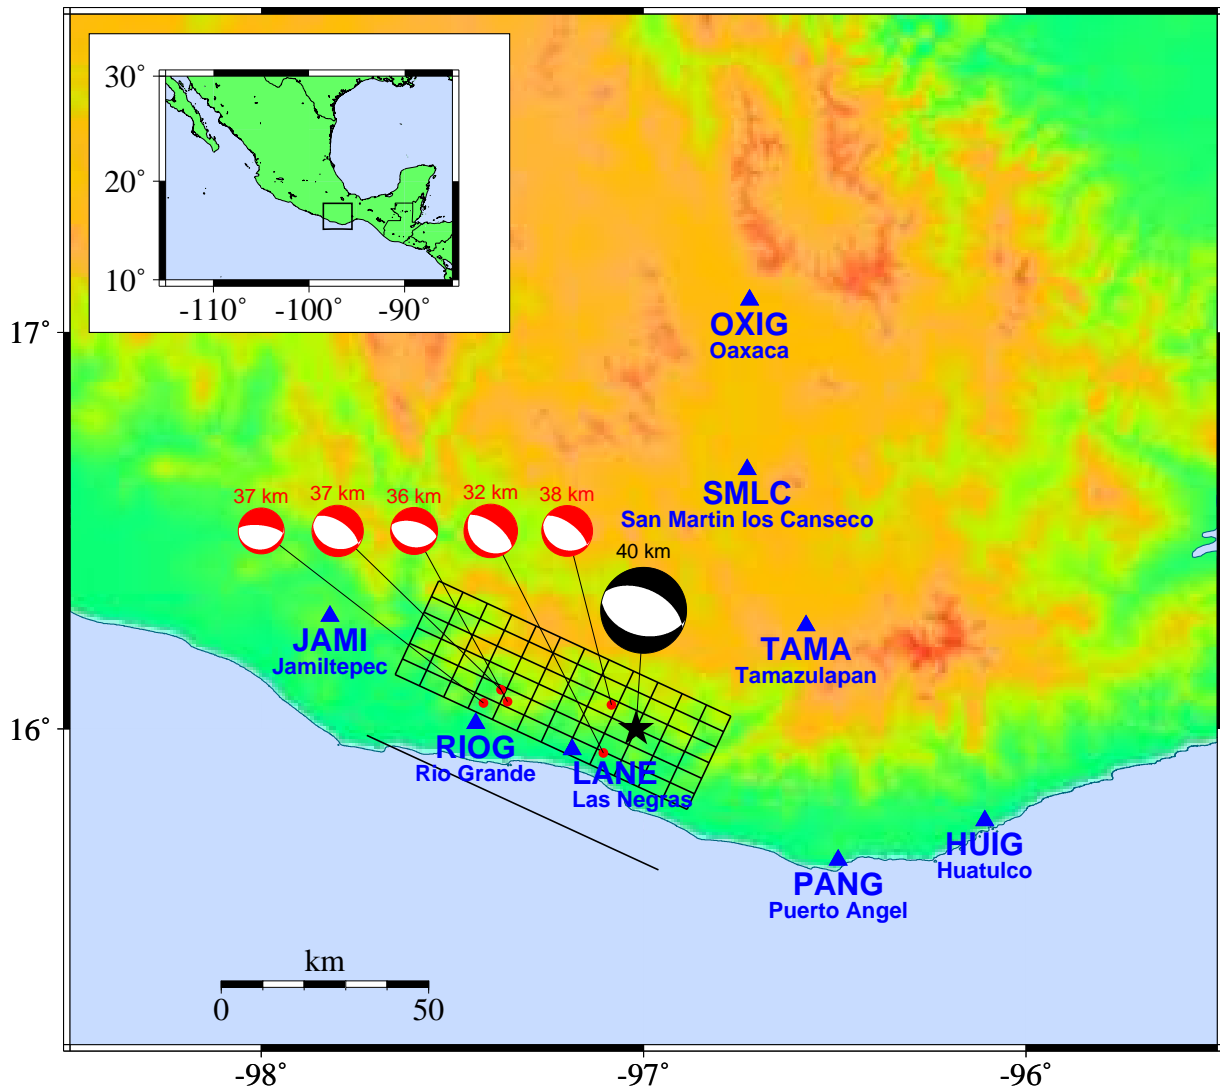 30°
20°
10°
-110°
-100°
-90°
17°
16°
OXIG
Oaxaca
SMLC
San Martin los Canseco
37 km
37 km
36 km
32 km
38 km
40 km
JAMI
Jamiltepec
TAMA
Tamazulapan
RIOG
Rio Grande
LANE
Las Negras
HUIG
Huatulco
PANG
Puerto Angel
km
0
50
-98°
-97°
-96°